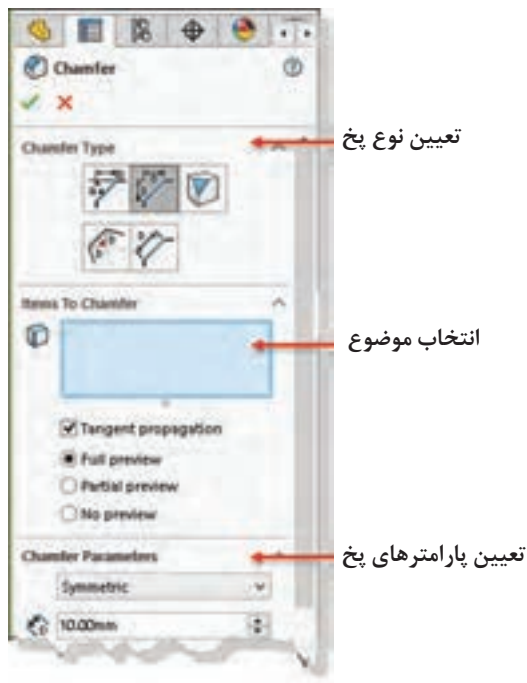 Chamfer
Chamfer Type
تعیین نوع پخ
Items To Chamfer
انتخاب موضوع
Tangent propagation
Full preview
Partial preview
No preview
Chamfer Parameters
تعیین پارامترهای پخ
Symmetric
10.00mm